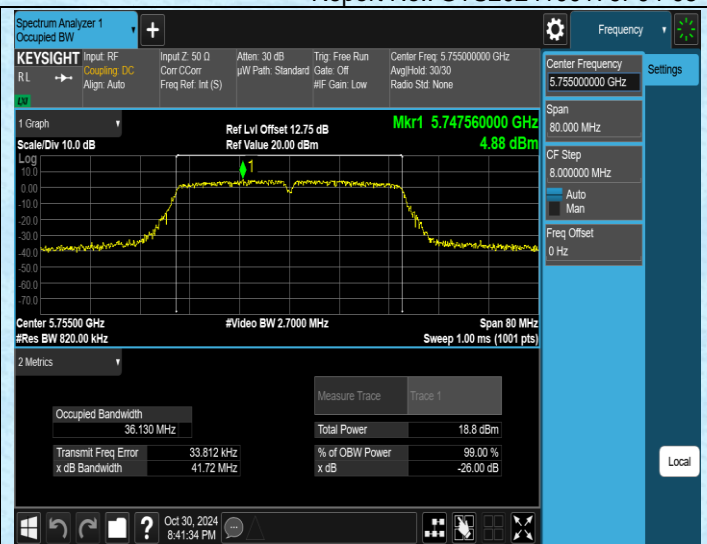 Spectrum Analyzer 1
Occupied BW
+
Frequency
KEYSIGHT
RL
LXI
Input: RF
Coupling: DC
Align: Auto
Input Z: 50 Ω
Corr CCorr
Freq Ref: Int (S)
Atten: 30 dB
µW Path: Standard
Trig: Free Run
Gate: Off
#IF Gain: Low
Center Freq: 5.755000000 GHz
Avg|Hold: 30/30
Radio Std: None
Center Frequency
5.755000000 GHz
Settings
Span
80.000 MHz
CF Step
8.000000 MHz
Auto
Man
Freq Offset
0 Hz
Local
1 Graph
Scale/Div 10.0 dB
Ref Lvl Offset 12.75 dB
Ref Value 20.00 dBm
Mkr1 5.747560000 GHz
4.88 dBm
Log
10.0
0.00
-10.0
-20.0
-30.0
-40.0
-50.0
-60.0
-70.0
1
Center 5.75500 GHz
#Video BW 2.7000 MHz
Span 80 MHz
#Res BW 820.00 kHz
Sweep 1.00 ms (1001 pts)
2 Metrics
Measure Trace
Trace 1
Occupied Bandwidth
36.130 MHz
Total Power
18.8 dBm
Transmit Freq Error
33.812 kHz
% of OBW Power
99.00 %
x dB Bandwidth
41.72 MHz
x dB
-26.00 dB
?
Oct 30, 2024
8:41:34 PM